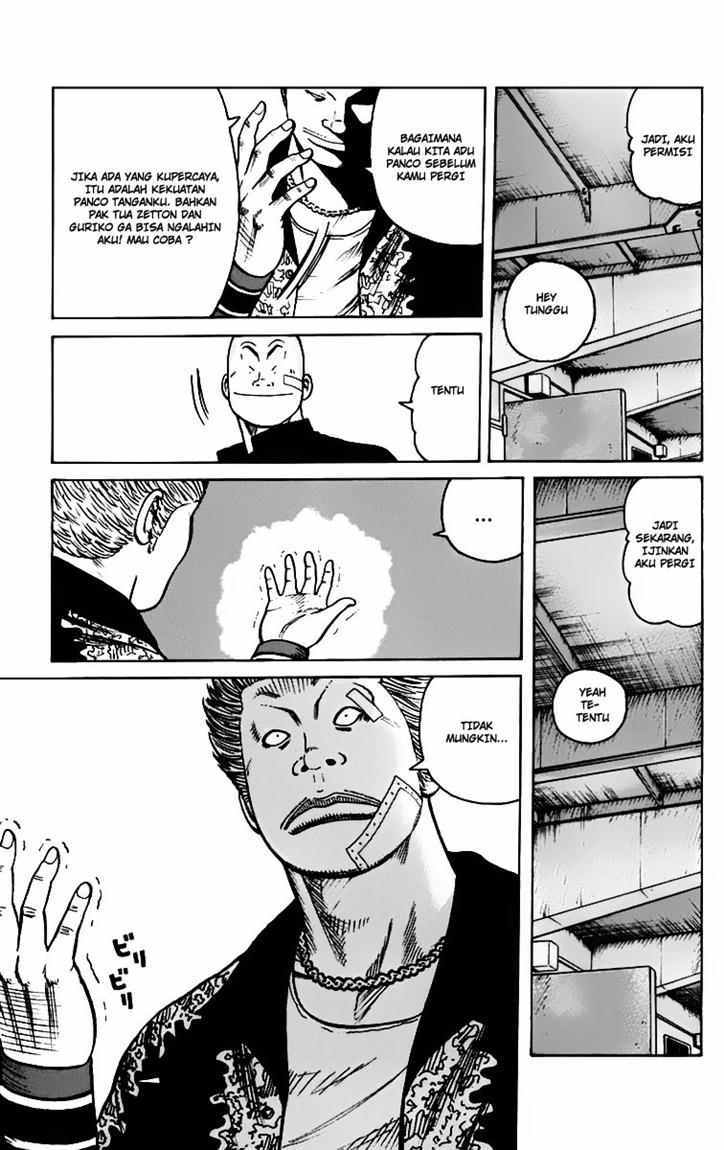 JADI, AKU
PERMISI
HEY
TUNGGU
BAGAIMANA
KALAU KITA ADU
PANCO SEBELUM
KAMU PERGI
JIKA ADA YANG KUPERCAYA,
ITU ADALAH KEKUATAN
PANCO TANGANKU. BAHKAN
PAK TUA ZETTON DAN
GURIKO GA BISA NGALAHIN
AKU! MAU COBA ?
TENTU
JADI
SEKARANG,
IJINKAN
AKU PERGI
YEAH
TE-
TENTU
...
TIDAK
MUNGKIN...
ビリ
ビリ